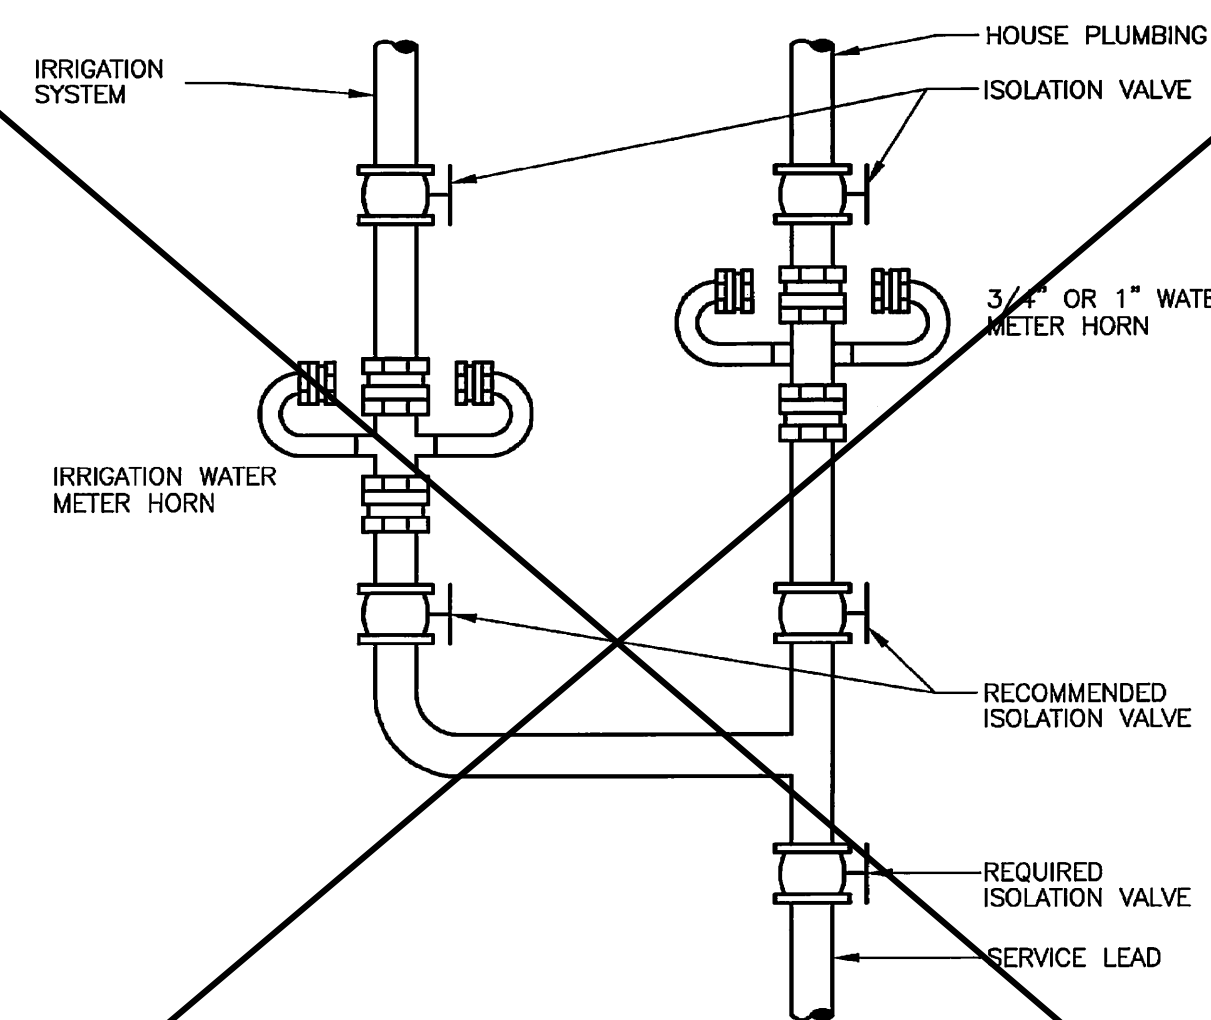 HOUSE PLUMBING
IRRIGATION
SYSTEM
ISOLATION VALVE
3/4" OR 1" WATE
METER HORN
IRRIGATION WATER
METER HORN
RECOMMENDED
ISOLATION VALVE
REQUIRED
ISOLATION VALVE
SERVICE LEAD